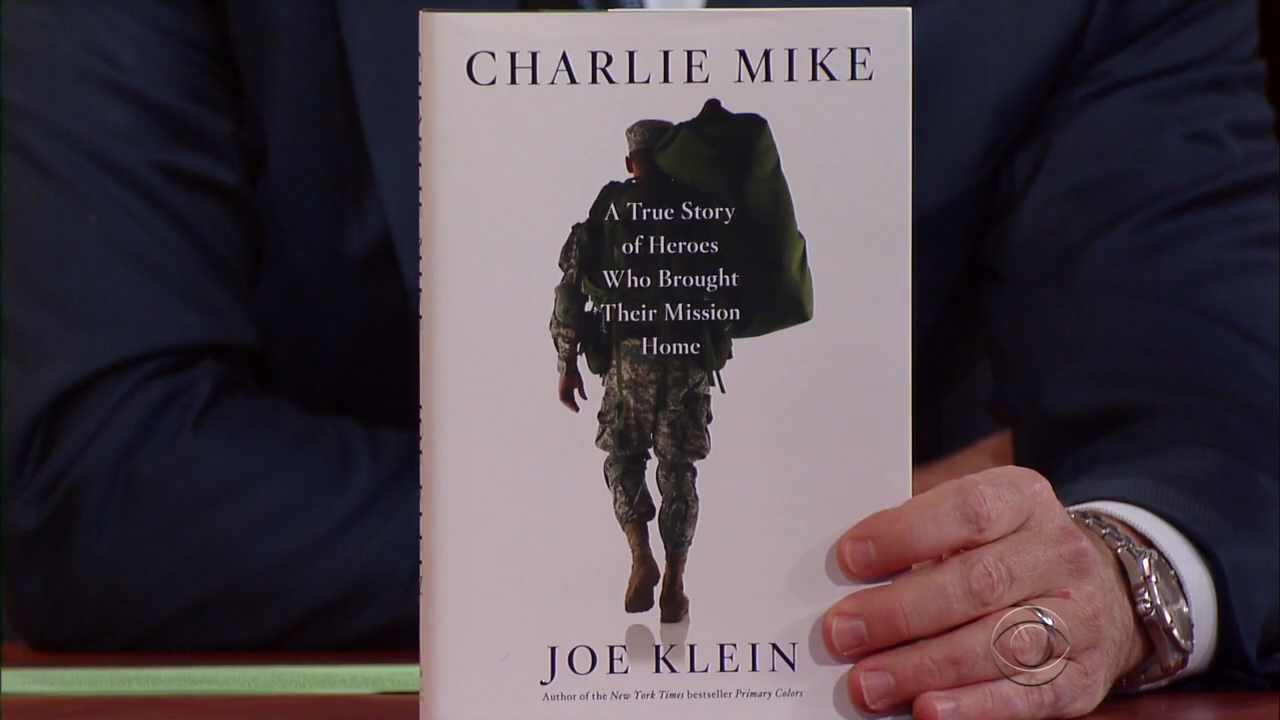 CHARLIE MIKE
A True Story
of Heroes
Who Brought
Their Mission
Home
JOE KLEIN
Author of the New York Times bestseller Primary Colors